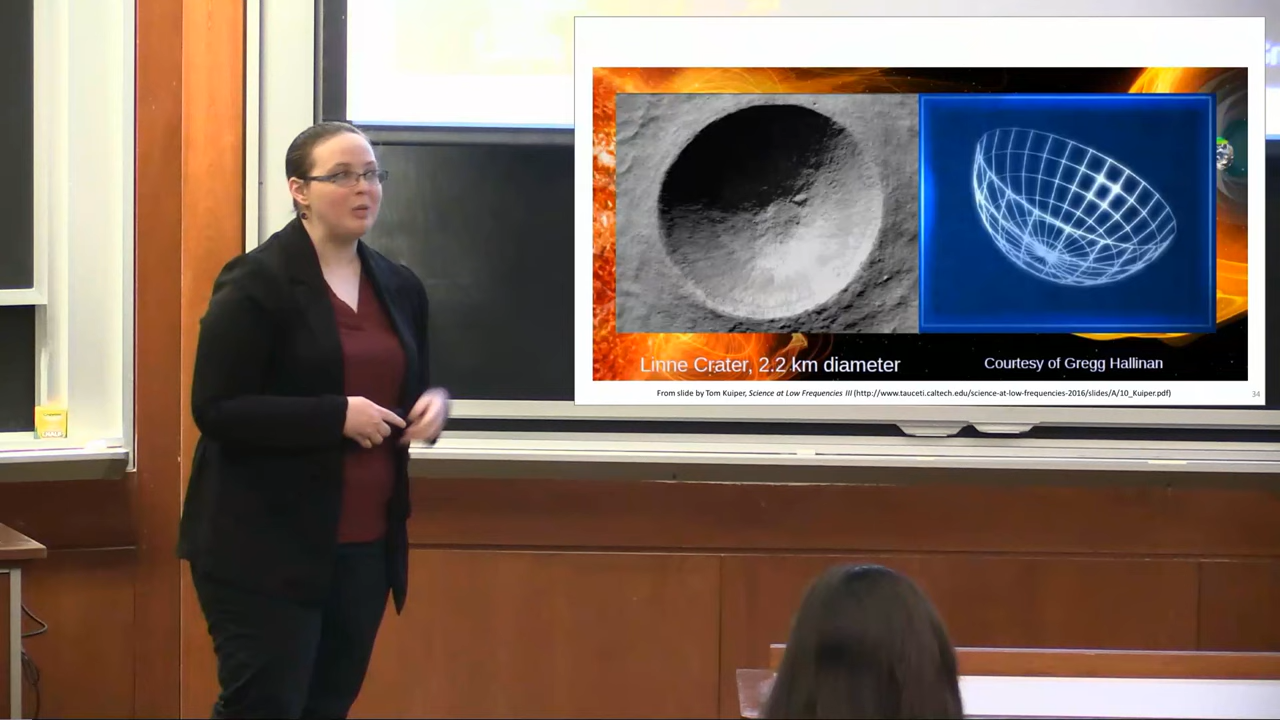 Linne Crater, 2.2 km diameter
Courtesy of Gregg Hallinan
From slide by Tom Kuiper, Science at Low Frequencies III (http://www.tauceti.caltech.edu/science-at-low-frequencies-2016/slides/A/10_Kuiper.pdf)
34